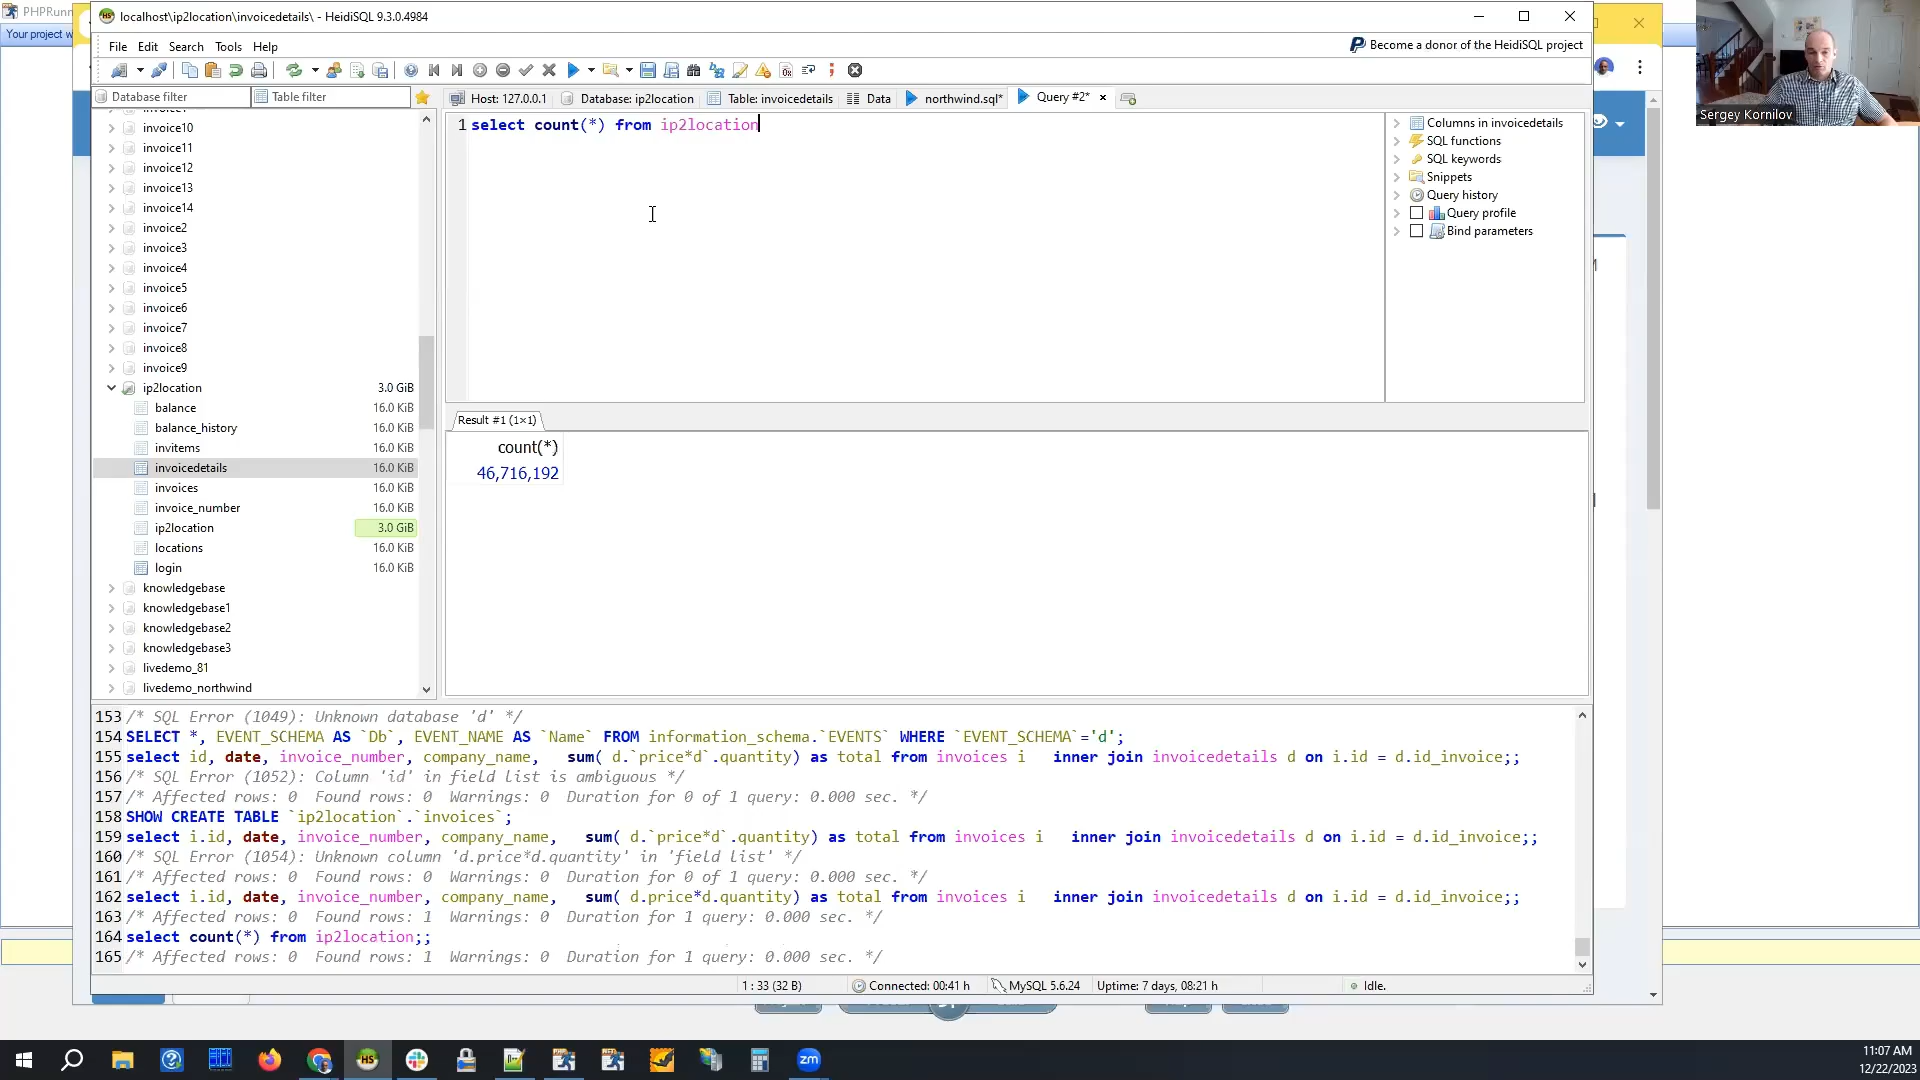 PHPRunn
localhost\ip2location\invoicedetails\ - HeidiSQL 9.3.0.4984
Your project w
File Edit Search Tools Help
Become a donor of the HeidiSQL project
Database filter
Table filter
Host: 127.0.0.1
Database: ip2location
Table: invoicedetails
Data
northwind.sql*
Query #2*
Sergey Kornilov
1 select count(*) from ip2location
Columns in invoicedetails
SQL functions
SQL keywords
Snippets
Query history
Query profile
Bind parameters
invoice10
invoice11
invoice12
invoice13
invoice14
invoice2
invoice3
invoice4
invoice5
invoice6
invoice7
invoice8
invoice9
ip2location 3.0 GiB
balance 16.0 KiB
balance_history 16.0 KiB
invitems 16.0 KiB
invoicedetails 16.0 KiB
invoices 16.0 KiB
invoice_number 16.0 KiB
ip2location 3.0 GiB
locations 16.0 KiB
login 16.0 KiB
knowledgebase
knowledgebase1
knowledgebase2
knowledgebase3
livedemo_81
livedemo_northwind
Result #1 (1×1)
count(*)
46,716,192
153 /* SQL Error (1049): Unknown database 'd' */
154 SELECT *, EVENT_SCHEMA AS `Db`, EVENT_NAME AS `Name` FROM information_schema.`EVENTS` WHERE `EVENT_SCHEMA`='d';
155 select id, date, invoice_number, company_name, sum( d.`price*d`.quantity) as total from invoices i inner join invoicedetails d on i.id = d.id_invoice;;
156 /* SQL Error (1052): Column 'id' in field list is ambiguous */
157 /* Affected rows: 0 Found rows: 0 Warnings: 0 Duration for 0 of 1 query: 0.000 sec. */
158 SHOW CREATE TABLE `ip2location`.`invoices`;
159 select i.id, date, invoice_number, company_name, sum( d.`price*d`.quantity) as total from invoices i inner join invoicedetails d on i.id = d.id_invoice;;
160 /* SQL Error (1054): Unknown column 'd.price*d.quantity' in 'field list' */
161 /* Affected rows: 0 Found rows: 0 Warnings: 0 Duration for 0 of 1 query: 0.000 sec. */
162 select i.id, date, invoice_number, company_name, sum( d.price*d.quantity) as total from invoices i inner join invoicedetails d on i.id = d.id_invoice;;
163 /* Affected rows: 0 Found rows: 1 Warnings: 0 Duration for 1 query: 0.000 sec. */
164 select count(*) from ip2location;;
165 /* Affected rows: 0 Found rows: 1 Warnings: 0 Duration for 1 query: 0.000 sec. */
1 : 33 (32 B)
Connected: 00:41 h
MySQL 5.6.24
Uptime: 7 days, 08:21 h
Idle.
HS
zm
11:07 AM
12/22/2023